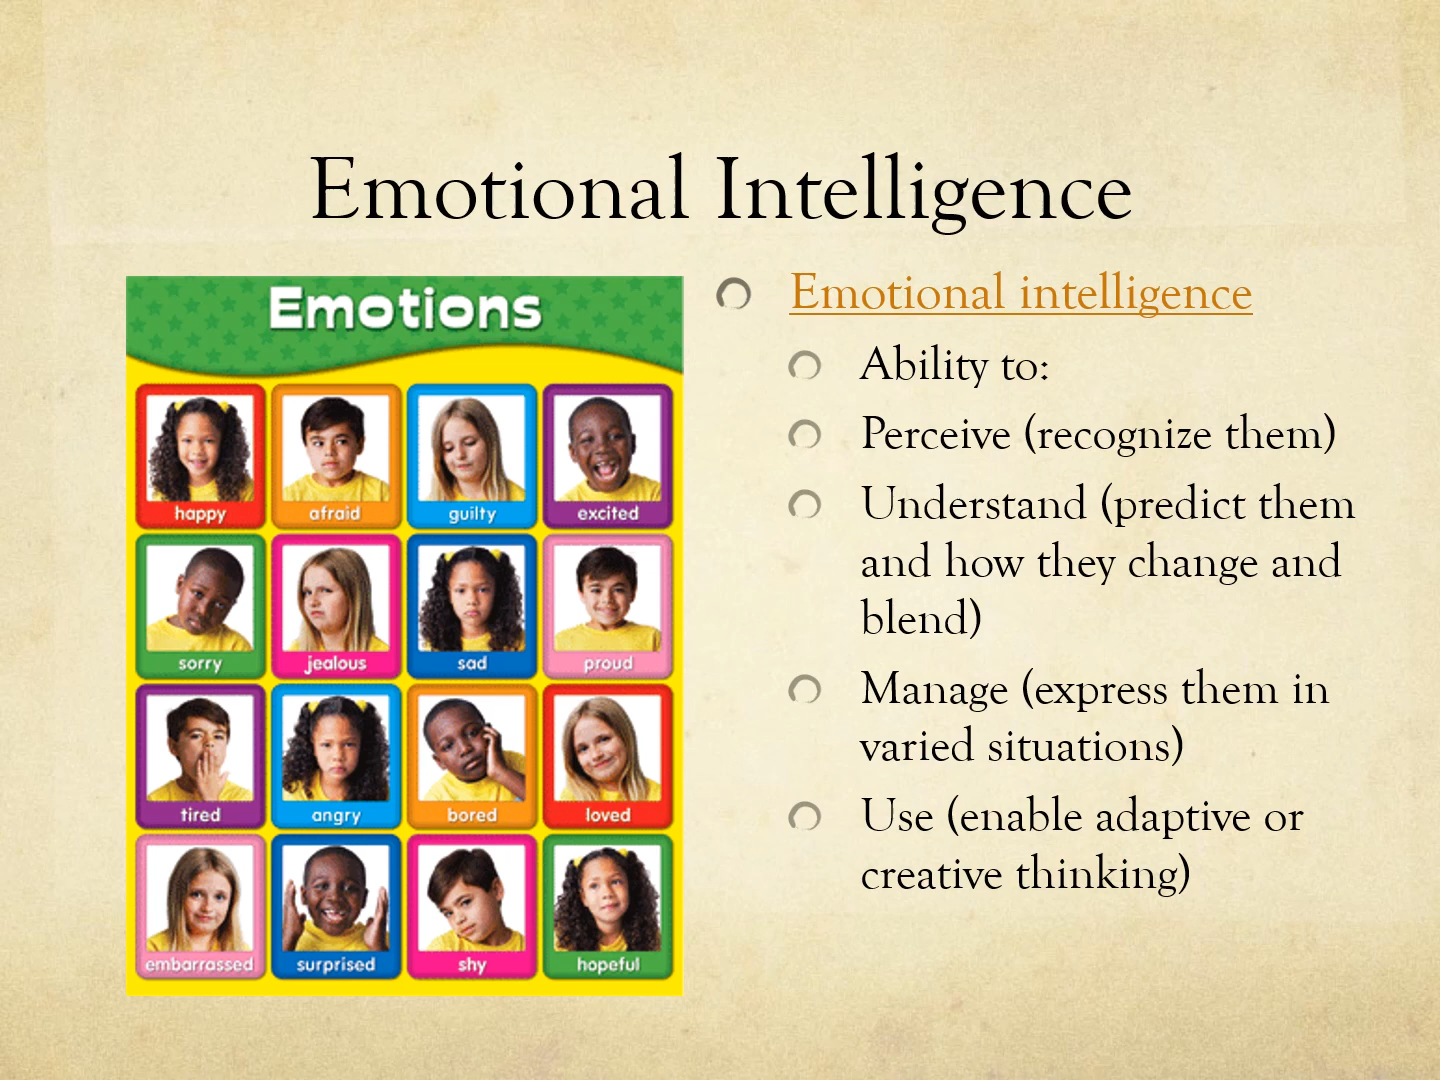 Emotional Intelligence
Emotions
happy
afraid
guilty
excited
sorry
jealous
sad
proud
tired
angry
bored
loved
embarrassed
surprised
shy
hopeful
Emotional intelligence
Ability to:
Perceive (recognize them)
Understand (predict them
and how they change and
blend)
Manage (express them in
varied situations)
Use (enable adaptive or
creative thinking)